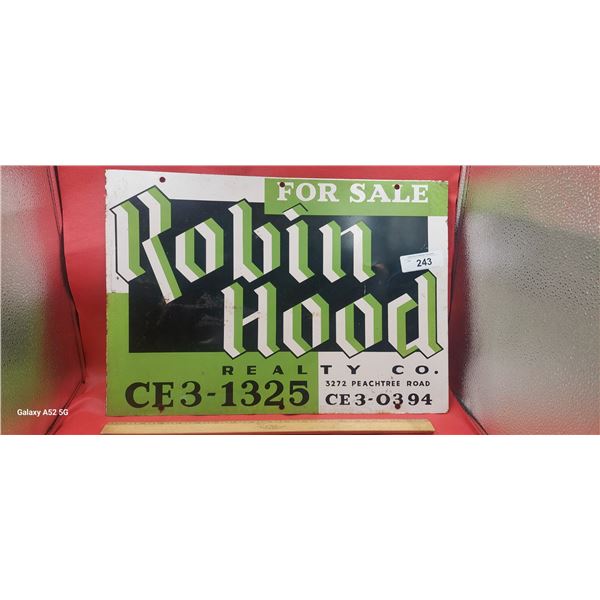 FOR SALE
Robin
243
Hood
REALTY CO.
3272 PEACHTREE ROAD
CE3-1325
CE3-0394
Galaxy A52 5G